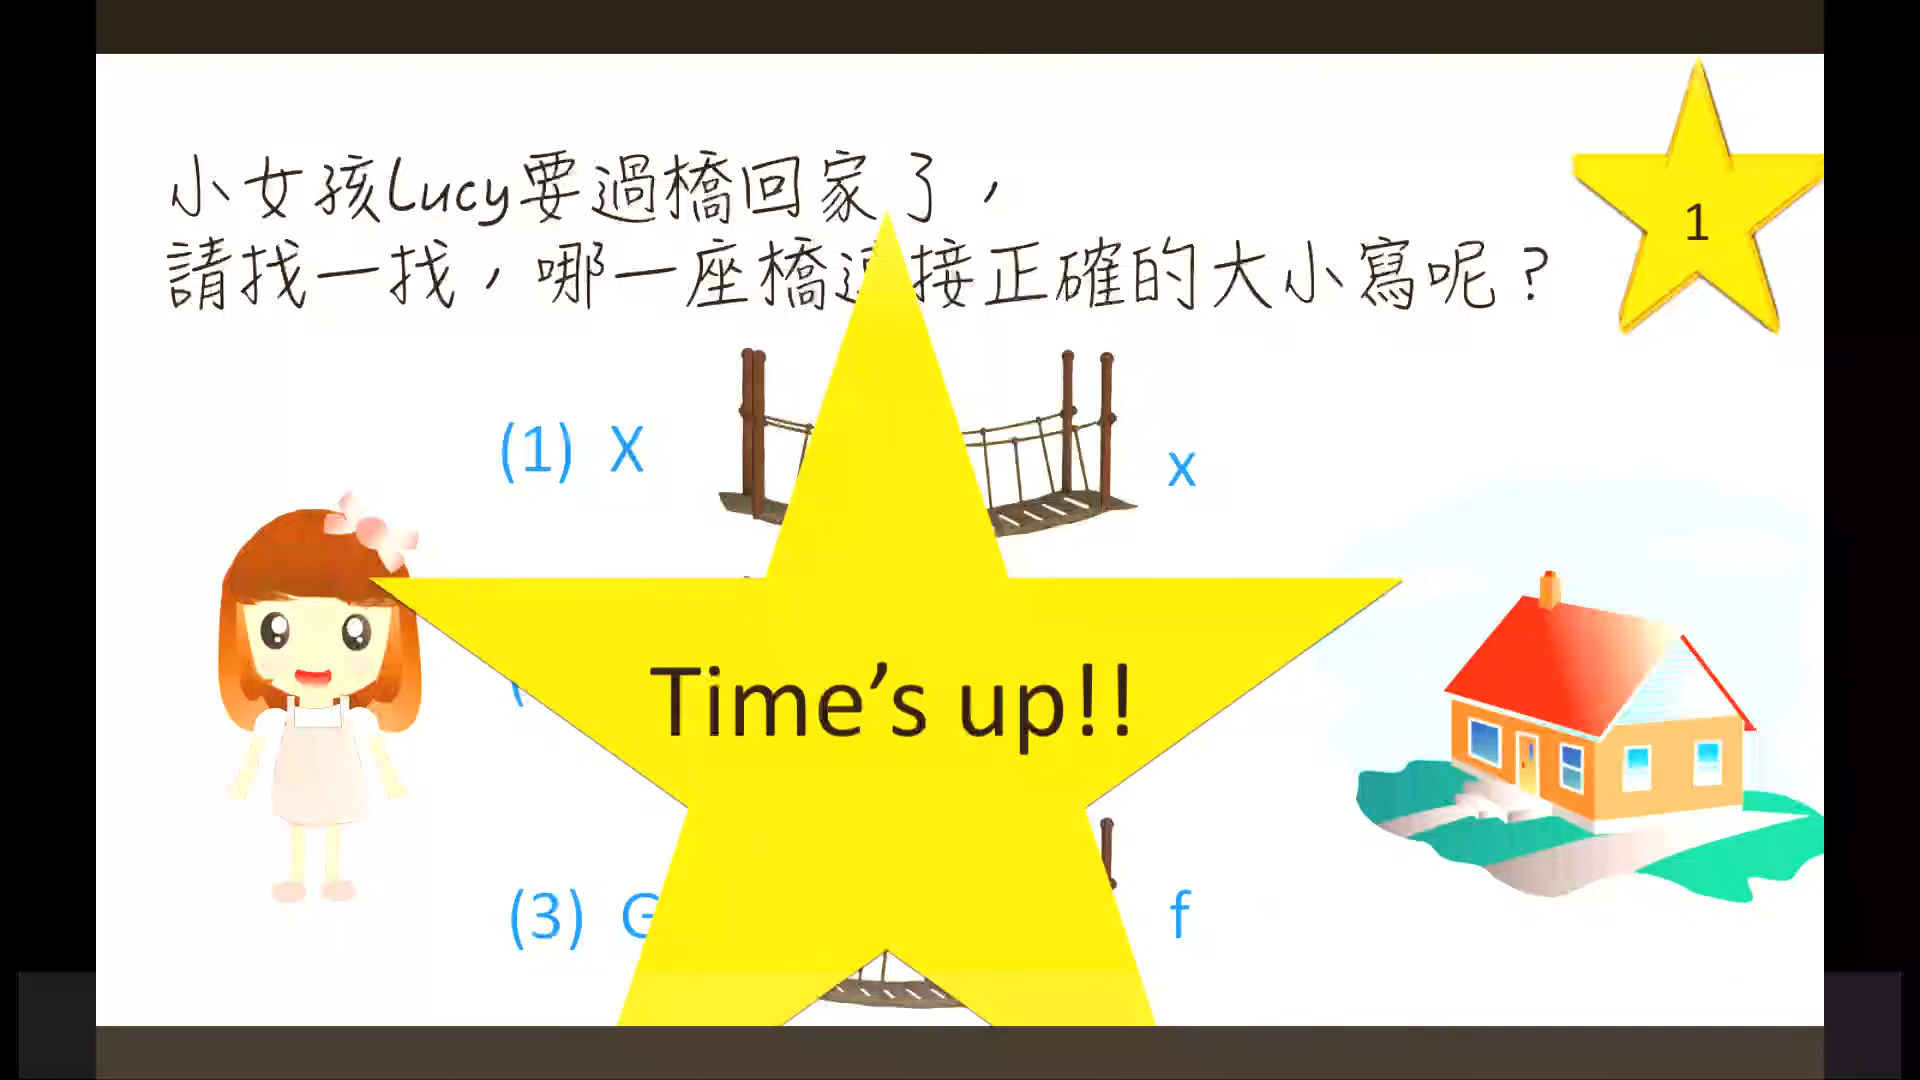 小女孩Lucy要過橋回家了，
請找一找，哪一座橋連接正確的大小寫呢？
1
(1) X x
Time's up!!
(3) G f